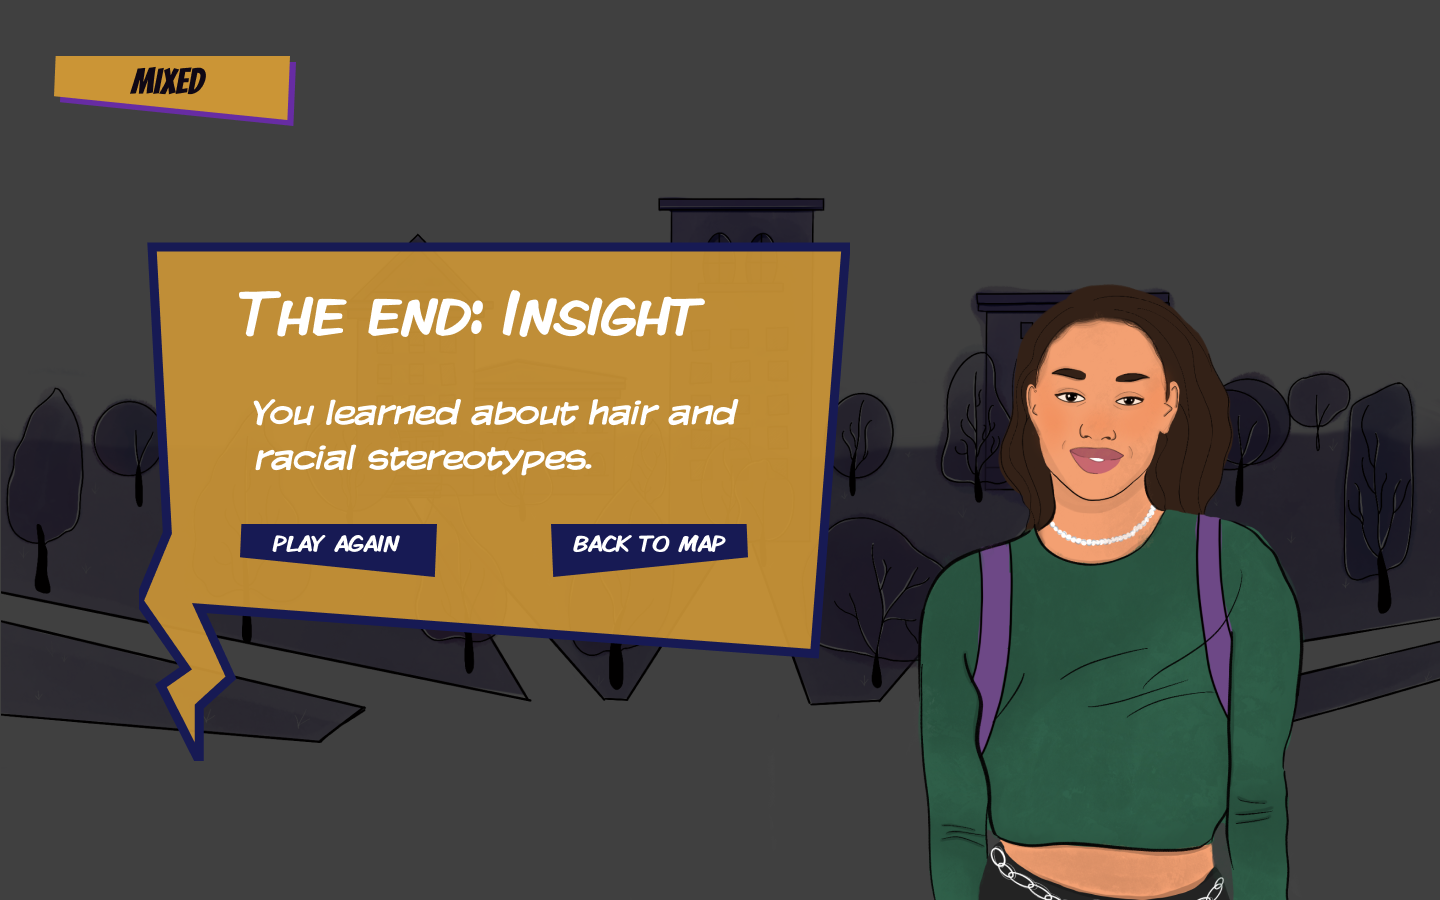 MIXED
The end: Insight
You learned about hair and
racial stereotypes.
PLAY AGAIN
BACK TO MAP